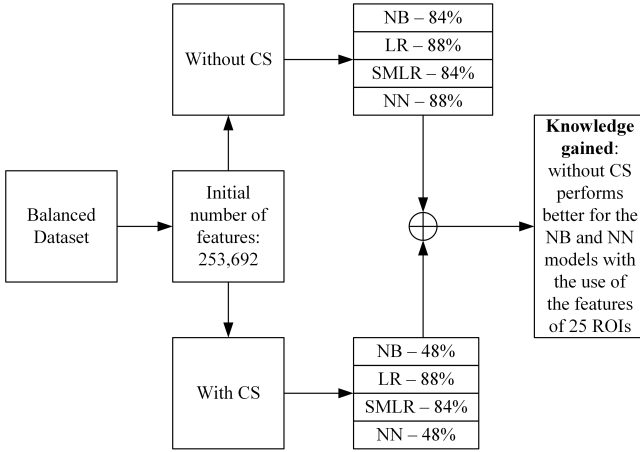 Without CS
NB – 84%
LR – 88%
SMLR – 84%
NN – 88%
Balanced
Dataset
Initial
number of
features:
253,692
Knowledge
gained:
without CS
performs
better for the
NB and NN
models with
the use of
the features
of 25 ROIs
With CS
NB – 48%
LR – 88%
SMLR – 84%
NN – 48%